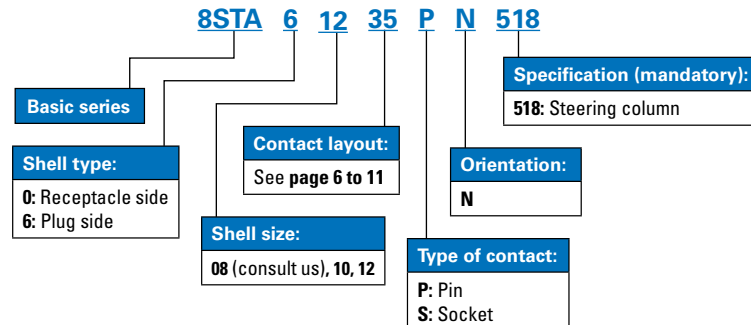 8STA 6 12 35 P N 518
Basic series
Shell type:
0: Receptacle side
6: Plug side
Shell size:
08 (consult us), 10, 12
Contact layout:
See page 6 to 11
Type of contact:
P: Pin
S: Socket
Orientation:
N
Specification (mandatory):
518: Steering column